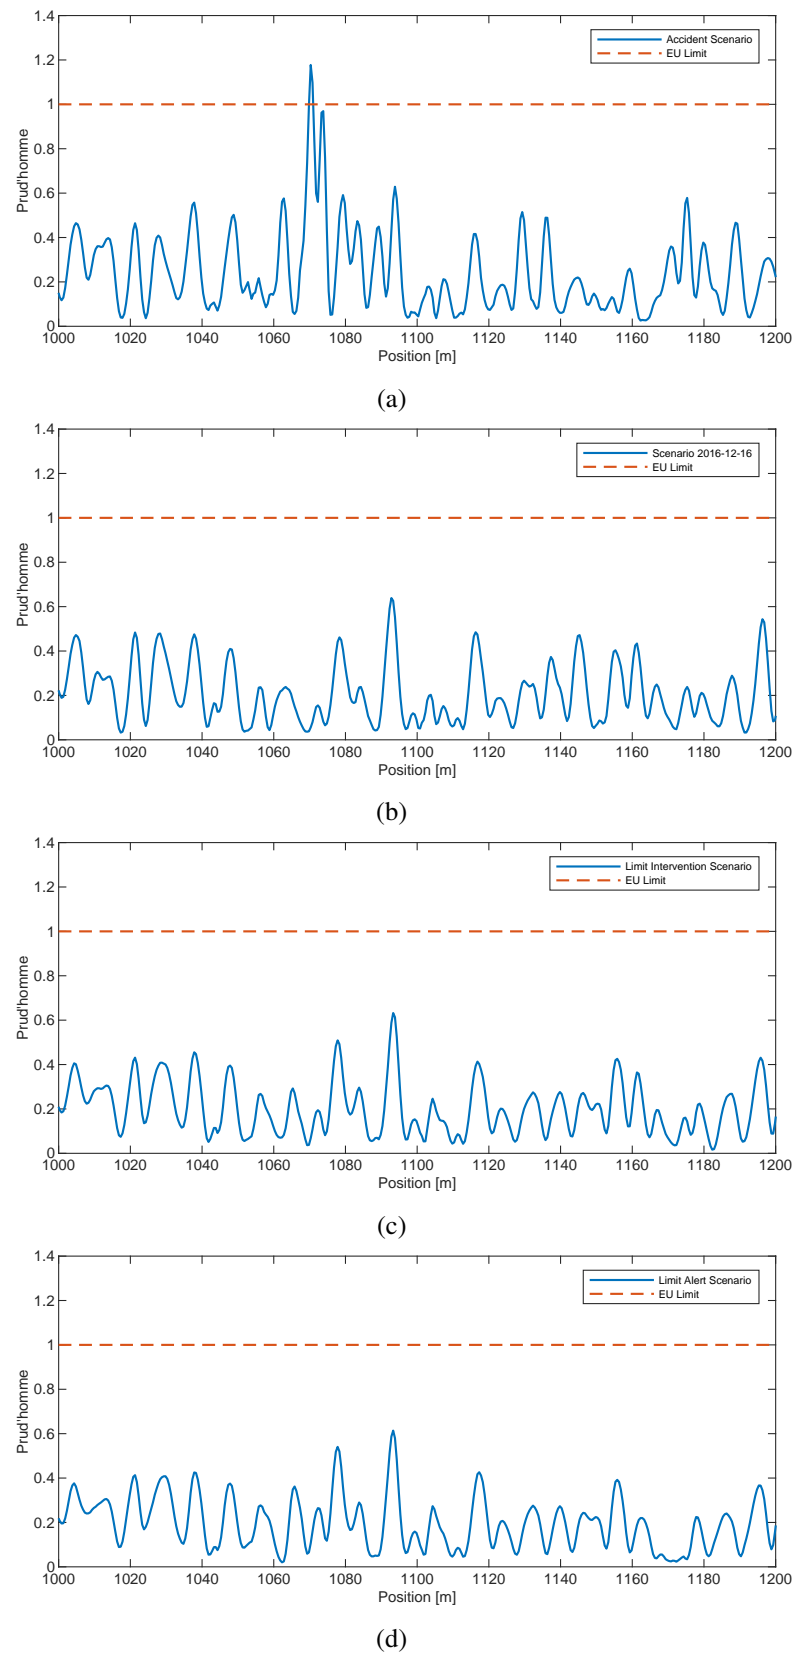 1.4
1.2
1
0.8
0.6
0.4
0.2
0
Prud'homme
Accident Scenario
EU Limit
1000 1020 1040 1060 1080 1100 1120 1140 1160 1180 1200
Position [m]
(a)
1.4
1.2
1
0.8
0.6
0.4
0.2
0
Prud'homme
Scenario 2016-12-16
EU Limit
1000 1020 1040 1060 1080 1100 1120 1140 1160 1180 1200
Position [m]
(b)
1.4
1.2
1
0.8
0.6
0.4
0.2
0
Prud'homme
Limit Intervention Scenario
EU Limit
1000 1020 1040 1060 1080 1100 1120 1140 1160 1180 1200
Position [m]
(c)
1.4
1.2
1
0.8
0.6
0.4
0.2
0
Prud'homme
Limit Alert Scenario
EU Limit
1000 1020 1040 1060 1080 1100 1120 1140 1160 1180 1200
Position [m]
(d)